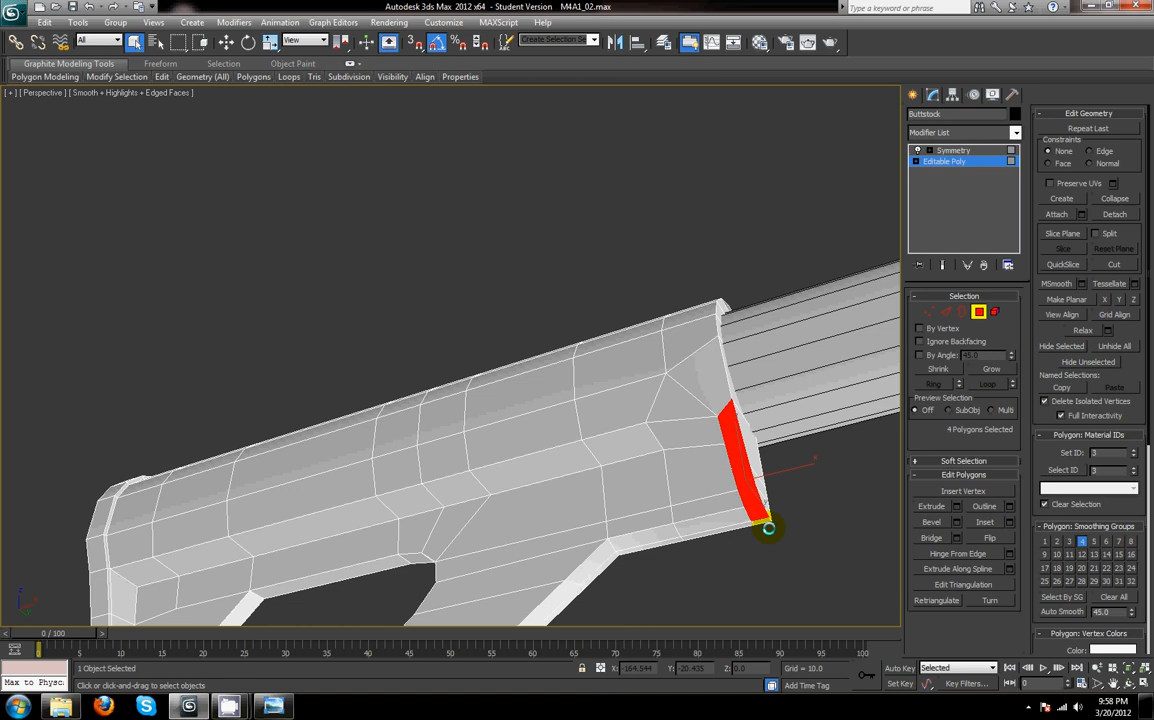 Autodesk 3ds Max 2012 x64 - Student Version M4A1_02.max
Type a keyword or phrase
Edit Tools Group Views Create Modifiers Animation Graph Editors Rendering Customize MAXScript Help
All View Create Selection Se
Graphite Modeling Tools Freeform Selection Object Paint
Polygon Modeling Modify Selection Edit Geometry (All) Polygons Loops Tris Subdivision Visibility Align Properties
[ + ] [ Perspective ] [ Smooth + Highlights + Edged Faces ]
Buttstock
Modifier List
Symmetry
Editable Poly
Selection
By Vertex
Ignore Backfacing
By Angle: 45.0
Shrink Grow
Ring Loop
Preview Selection
Off SubObj Multi
4 Polygons Selected
Soft Selection
Edit Polygons
Insert Vertex
Extrude Outline
Bevel Inset
Bridge Flip
Hinge From Edge
Extrude Along Spline
Edit Triangulation
Retriangulate Turn
Edit Geometry
Repeat Last
Constraints
None Edge
Face Normal
Preserve UVs
Create Collapse
Attach Detach
Slice Plane Split
Slice Reset Plane
QuickSlice Cut
MSmooth Tessellate
Make Planar X Y Z
View Align Grid Align
Relax
Hide Selected Unhide All
Hide Unselected
Named Selections:
Copy Paste
Delete Isolated Vertices
Full Interactivity
Polygon: Material IDs
Set ID: 3
Select ID 3
Clear Selection
Polygon: Smoothing Groups
1 2 3 4 5 6 7 8
9 10 11 12 13 14 15 16
17 18 19 20 21 22 23 24
25 26 27 28 29 30 31 32
Select By SG Clear All
Auto Smooth 45.0
Polygon: Vertex Colors
Color:
0 / 100
0 5 10 15 20 25 30 35 40 45 50 55 60 65 70 75 80 85 90 95 100
1 Object Selected X: -164.544 Y: -20.435 Z: 0.0 Grid = 10.0 Auto Key Selected
Max to Physc Click or click-and-drag to select objects Add Time Tag Set Key Key Filters... 0
9:58 PM
3/20/2012